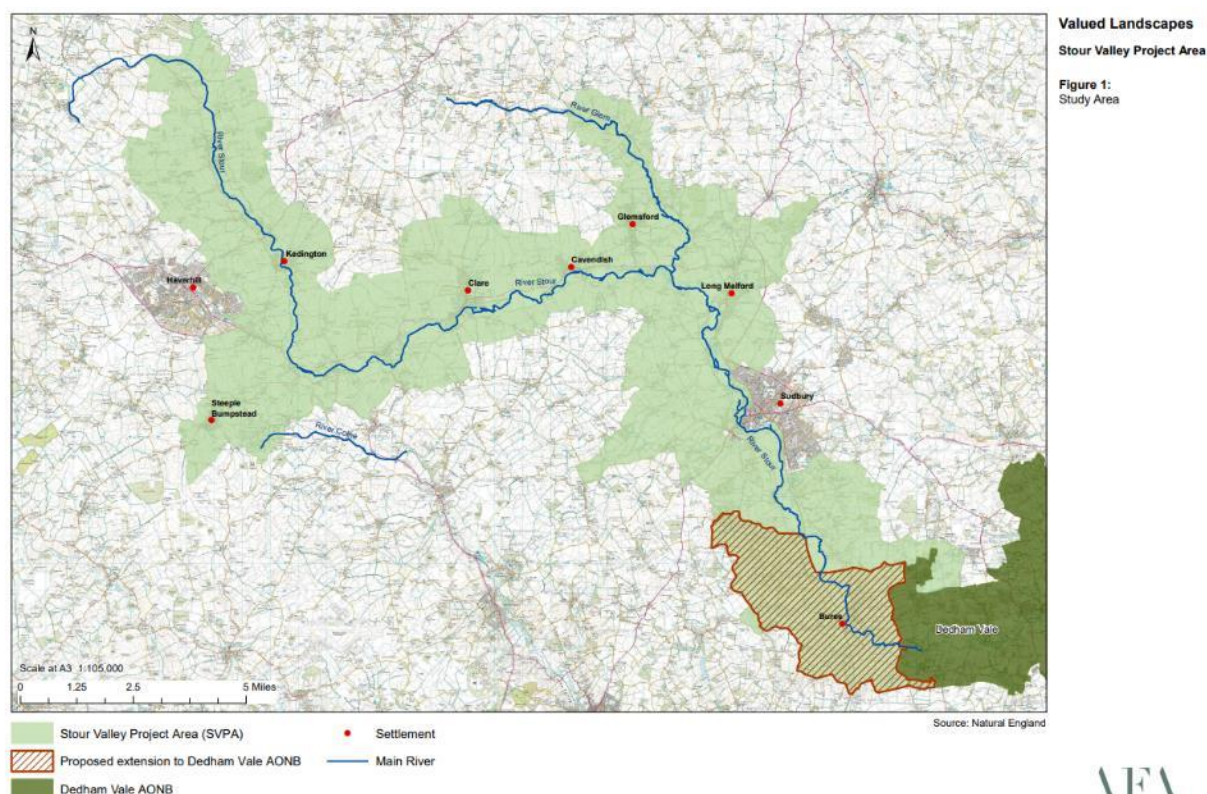 Valued Landscapes
Stour Valley Project Area
Figure 1:
Study Area
N
River Stour
River Glem
Glemsford
Kedington
Cavendish
Haverhill
Clare
River Stour
Long Melford
Sudbury
Steeple
Bumpstead
River Colne
River Stour
Bures
Dedham Vale
Scale at A3 1:105,000
0 1.25 2.5 5 Miles
Source: Natural England
Stour Valley Project Area (SVPA)
Settlement
Proposed extension to Dedham Vale AONB
Main River
Dedham Vale AONB